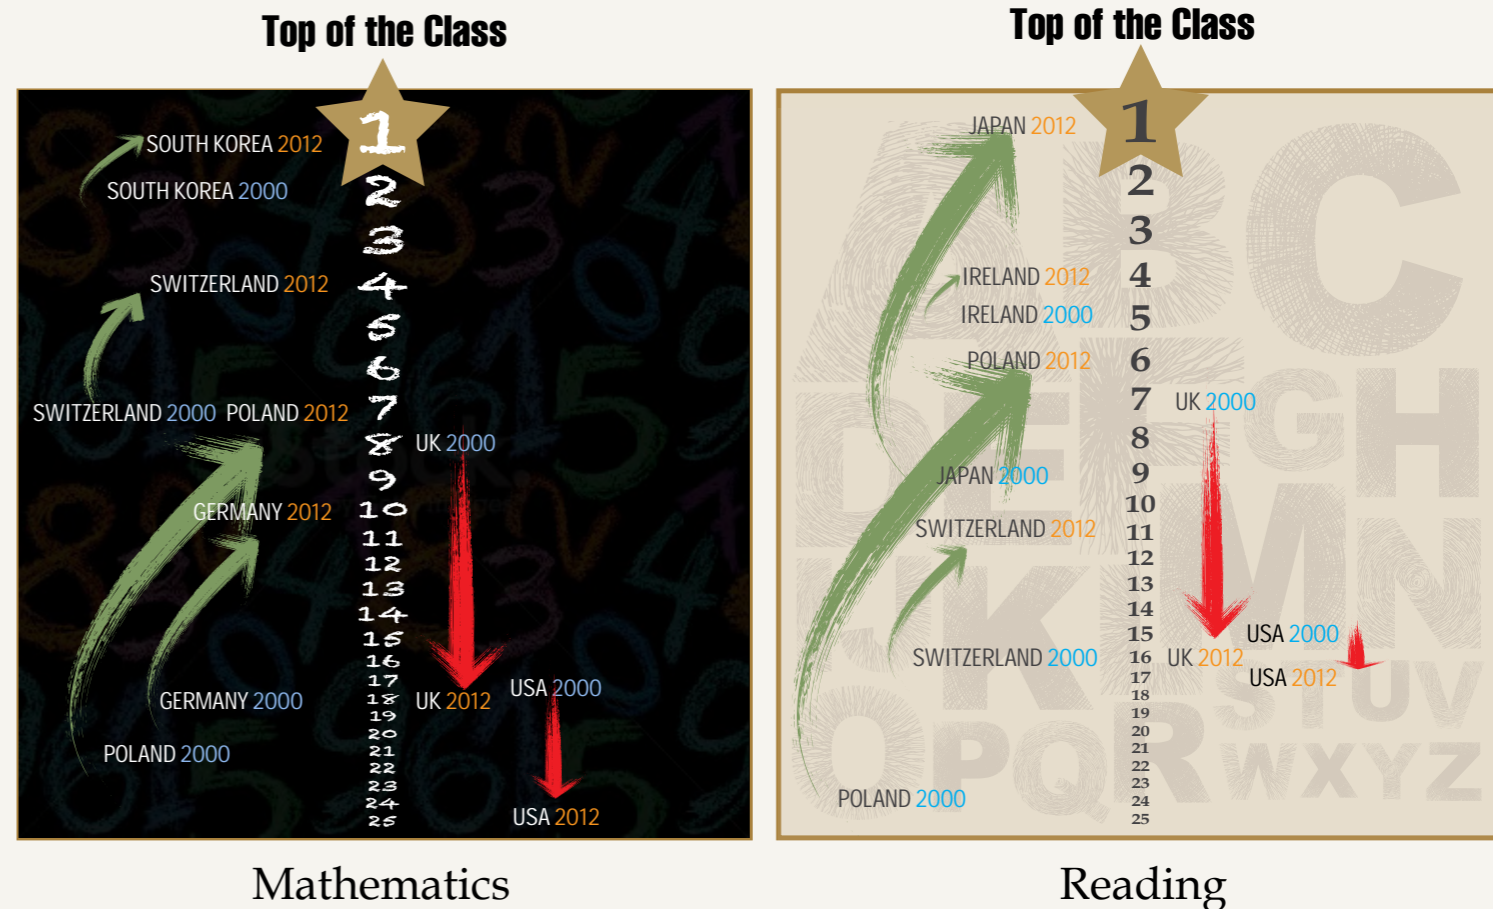 Top of the Class
1
SOUTH KOREA 2012
SOUTH KOREA 2000
2
3
SWITZERLAND 2012
4
5
6
SWITZERLAND 2000 POLAND 2012
7
8
UK 2000
9
GERMANY 2012
10
11
12
13
14
15
16
17
GERMANY 2000
18
UK 2012
USA 2000
19
20
POLAND 2000
21
22
23
24
25
USA 2012
Mathematics
Top of the Class
JAPAN 2012
1
2
3
IRELAND 2012
4
IRELAND 2000
5
POLAND 2012
6
7
UK 2000
8
JAPAN 2000
9
10
SWITZERLAND 2012
11
12
13
14
15
USA 2000
SWITZERLAND 2000
16
UK 2012
17
USA 2012
18
19
20
21
22
23
POLAND 2000
24
25
Reading